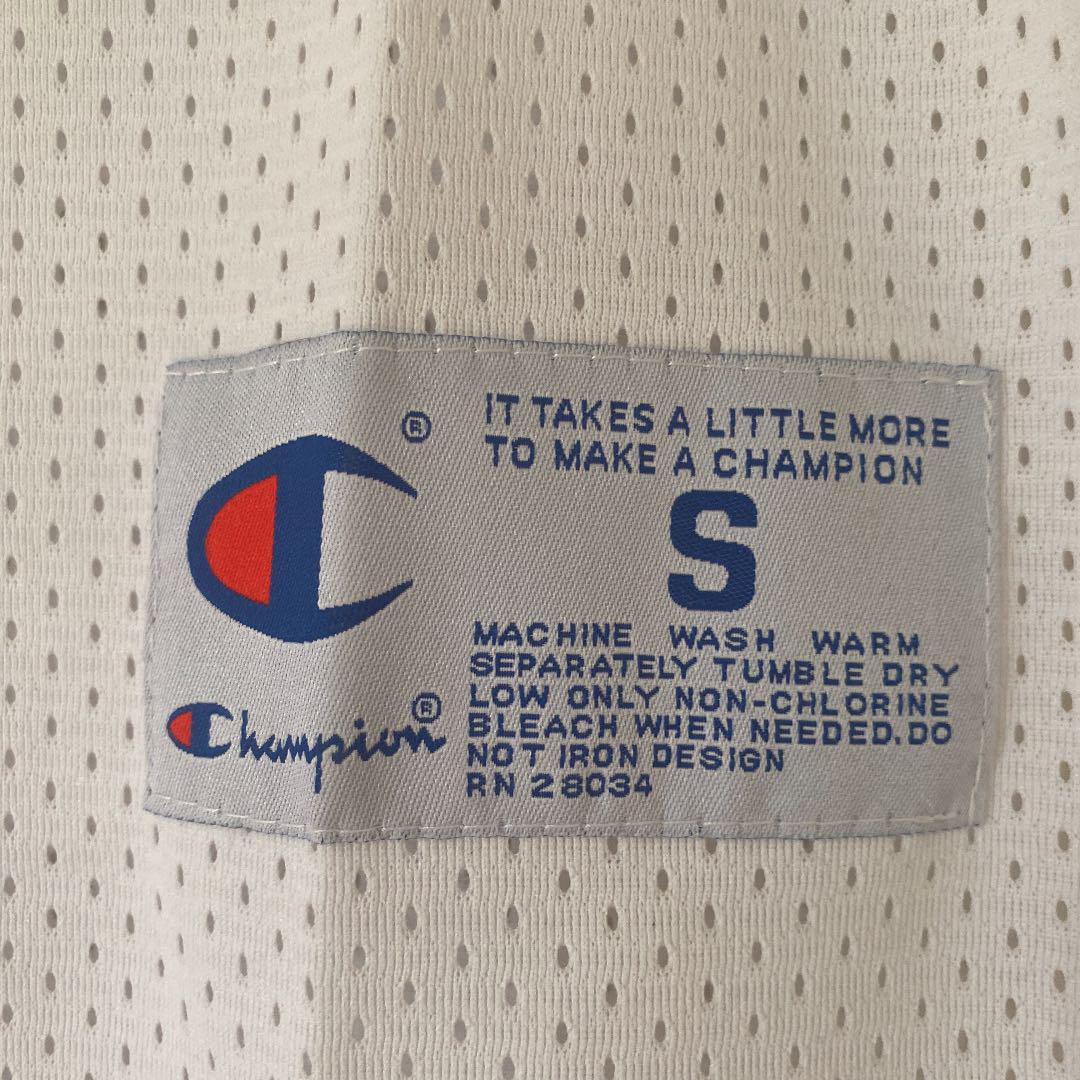 ®
IT TAKES A LITTLE MORE
TO MAKE A CHAMPION
S
MACHINE WASH WARM
SEPARATELY TUMBLE DRY
LOW ONLY NON-CHLORINE
BLEACH WHEN NEEDED.DO
NOT IRON DESIGN
RN 28034
Champion®